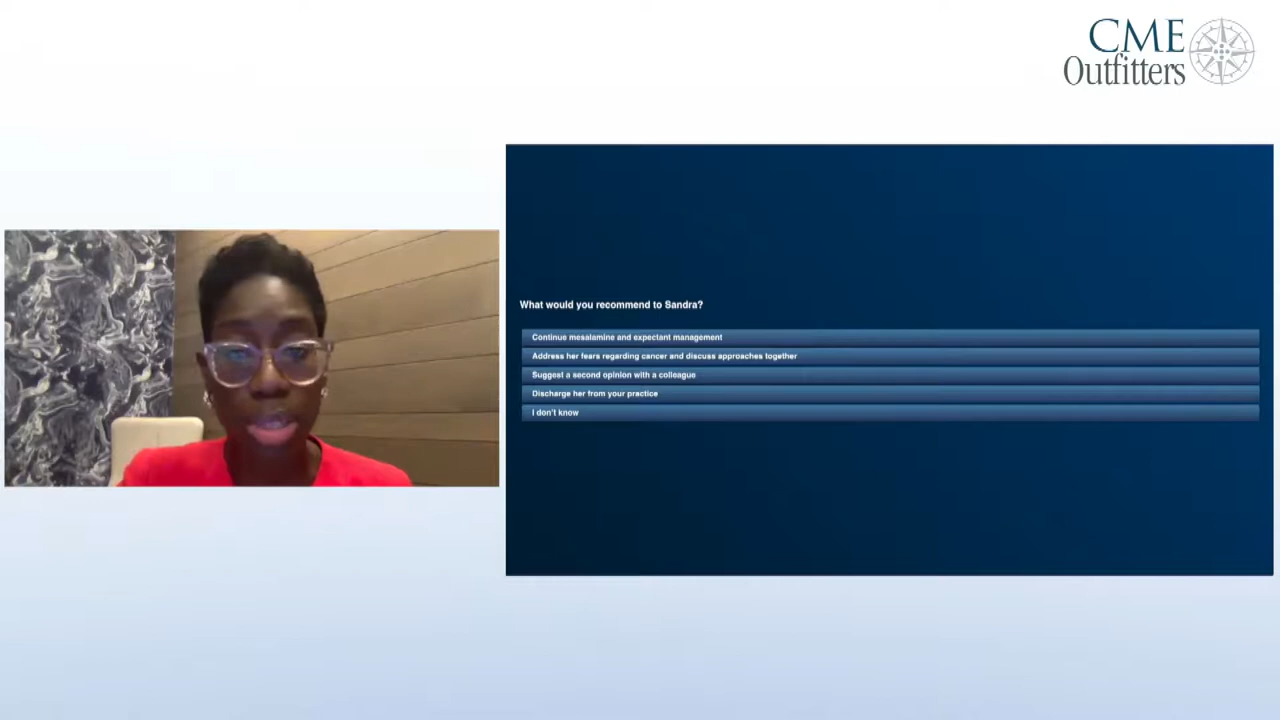 CME
Outfitters
What would you recommend to Sandra?
Continue mesalamine and expectant management
Address her fears regarding cancer and discuss approaches together
Suggest a second opinion with a colleague
Discharge her from your practice
I don't know